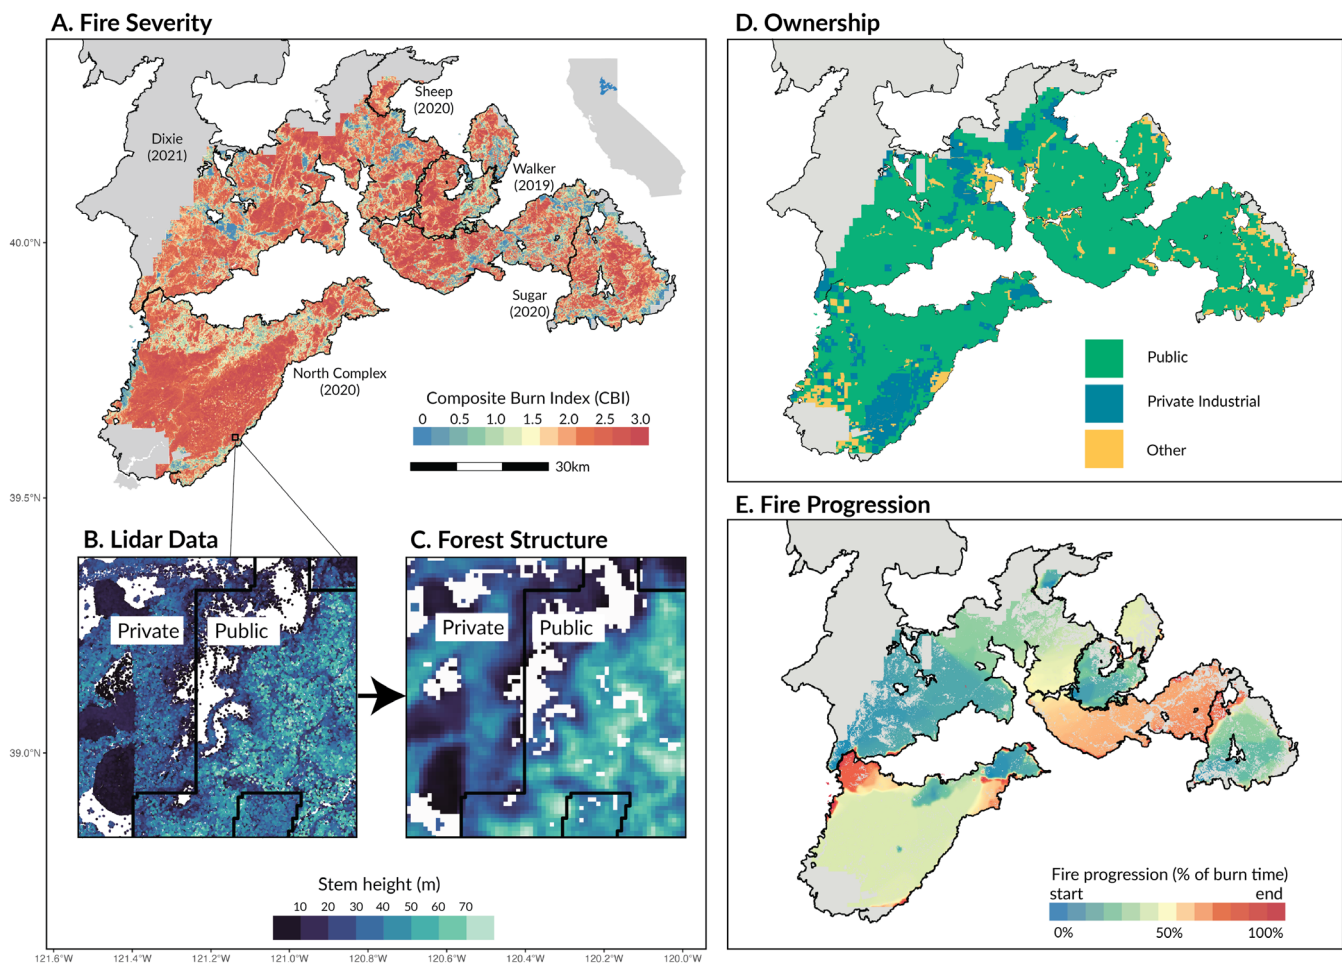 A. Fire Severity
Sheep
(2020)
Dixie
(2021)
Walker
(2019)
40.0°N
Sugar
(2020)
North Complex
(2020)
Composite Burn Index (CBI)
0 0.5 1.0 1.5 2.0 2.5 3.0
30km
39.5°N
B. Lidar Data
Private Public
C. Forest Structure
Private Public
39.0°N
Stem height (m)
10 20 30 40 50 60 70
121.6°W 121.4°W 121.2°W 121.0°W 120.8°W 120.6°W 120.4°W 120.2°W 120.0°W
D. Ownership
Public
Private Industrial
Other
E. Fire Progression
Fire progression (% of burn time)
start end
0% 50% 100%